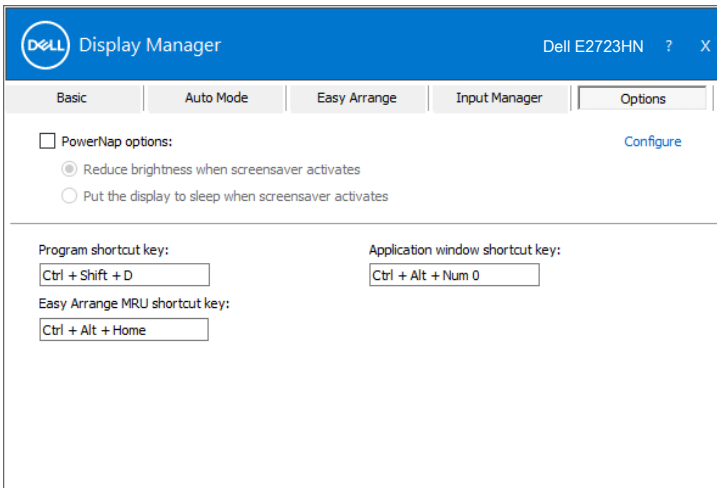 DELL Display Manager Dell E2723HN ? X
Basic Auto Mode Easy Arrange Input Manager Options
PowerNap options: Configure
Reduce brightness when screensaver activates
Put the display to sleep when screensaver activates
Program shortcut key: Application window shortcut key:
Ctrl + Shift + D Ctrl + Alt + Num 0
Easy Arrange MRU shortcut key:
Ctrl + Alt + Home